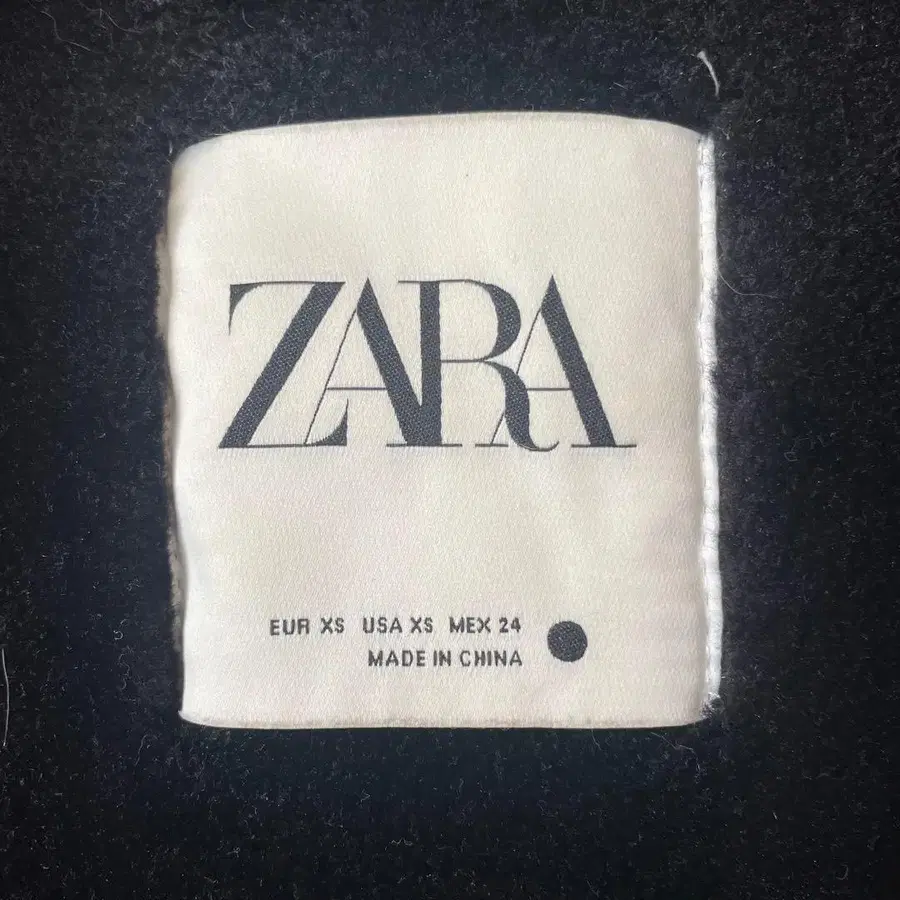 ZARA
EUR XS USA XS MEX 24
MADE IN CHINA